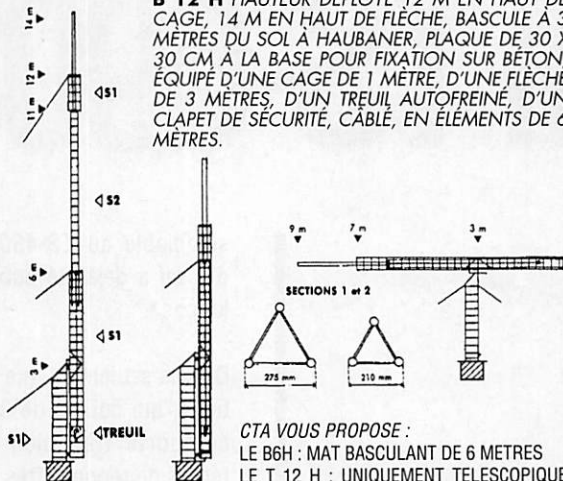 B 12 H HAUTEUR DÉPLOYÉ 12 M EN HAUT DE
CAGE, 14 M EN HAUT DE FLÈCHE, BASCULE À 3
MÈTRES DU SOL À HAUBANER, PLAQUE DE 30 X
30 CM À LA BASE POUR FIXATION SUR BÉTON,
ÉQUIPÉ D'UNE CAGE DE 1 MÈTRE, D'UNE FLÈCHE
DE 3 MÈTRES, D'UN TREUIL AUTOFREINÉ, D'UN
CLAPET DE SÉCURITÉ, CÂBLÉ, EN ÉLÉMENTS DE 6
MÈTRES.
14 m
12 m
11 m
S1
S2
6 m
S1
3 m
S1
TREUIL
9 m
7 m
3 m
SECTIONS 1 et 2
275 mm
210 mm
CTA VOUS PROPOSE :
LE B6H : MAT BASCULANT DE 6 METRES
LE T 12 H : UNIQUEMENT TELESCOPIQUE